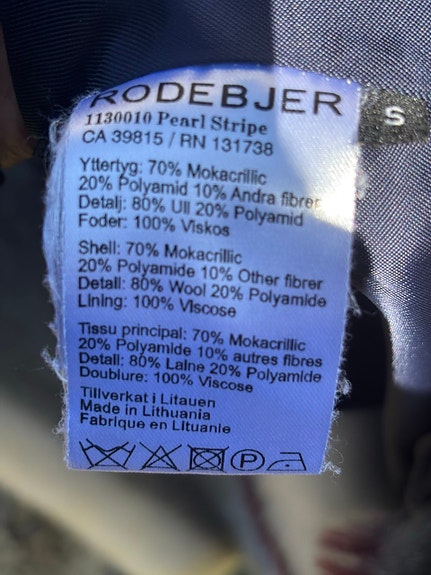 RODEBJER
S
1130010 Pearl Stripe
CA 39815 / RN 131738
Yttertyg: 70% Mokacrillic
20% Polyamid 10% Andra fibrer
Detalj: 80% Ull 20% Polyamid
Foder: 100% Viskos
Shell: 70% Mokacrillic
20% Polyamide 10% Other fibrer
Detail: 80% Wool 20% Polyamide
Lining: 100% Viscose
Tissu principal: 70% Mokacrillic
20% Polyamide 10% autres fibres
Detail: 80% Laine 20% Polyamide
Doublure: 100% Viscose
Tillverkat i Litauen
Made in Lithuania
Fabrique en Lituanie
P